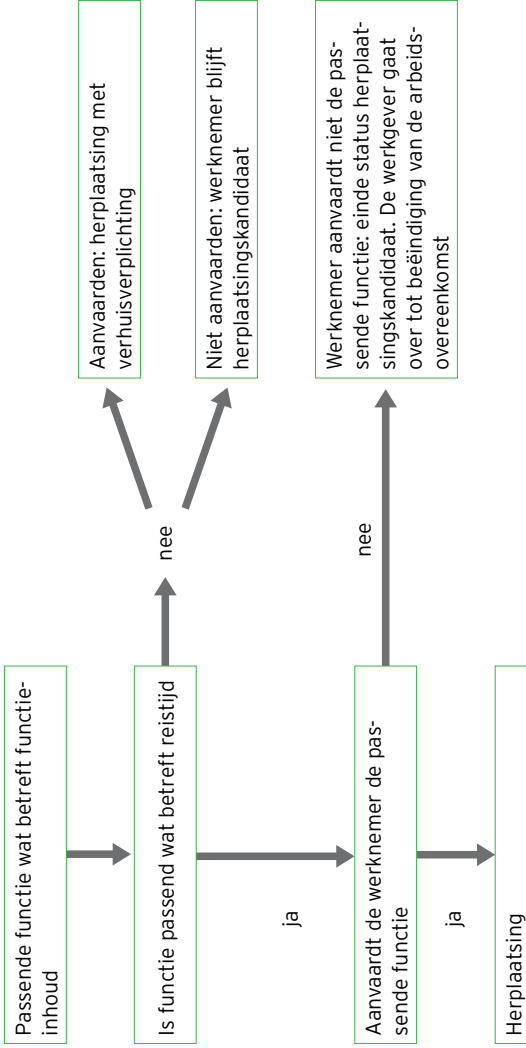 Passende functie wat betreft functie-
inhoud
Is functie passend wat betreft reistijd
nee
Aanvaarden: herplaatsing met
verhuisverplichting
Niet aanvaarden: werknemer blijft
herplaatsingskandidaat
ja
Aanvaardt de werknemer de pas-
sende functie
nee
Werknemer aanvaardt niet de pas-
sende functie: einde status herplaat-
singskandidaat. De werkgever gaat
over tot beëindiging van de arbeids-
overeenkomst
ja
Herplaatsing